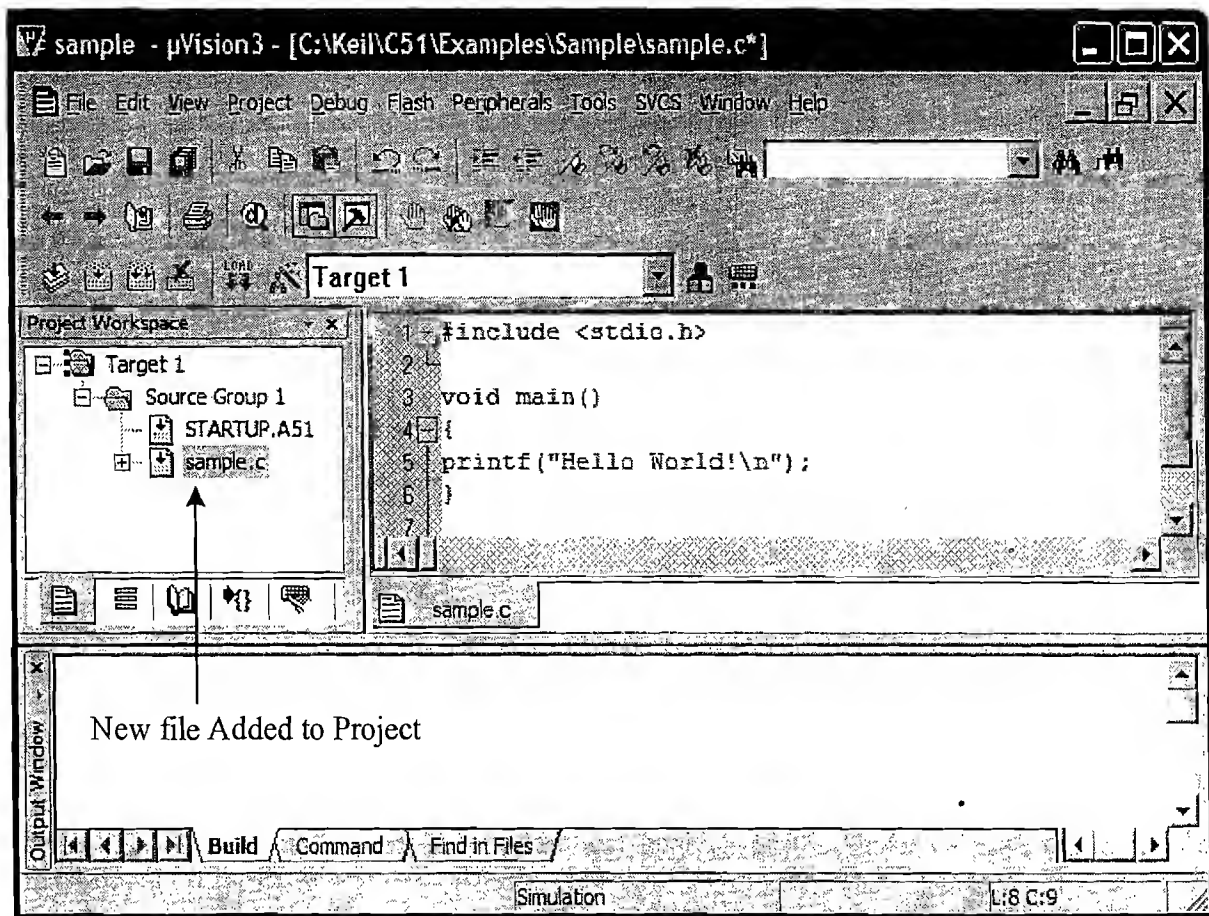 sample - µVision3 - [C:\Keil\C51\Examples\Sample\sample.c*]
File Edit View Project Debug Flash Peripherals Tools SVCS Window Help
LOAD
Target 1
Project Workspace
Target 1
Source Group 1
STARTUP.A51
sample.c
1 #include <stdio.h>
2
3 void main()
4 {
5 printf("Hello World!\n");
6 }
7
sample.c
New file Added to Project
Output Window
Build Command Find in Files
Simulation L:8 C:9